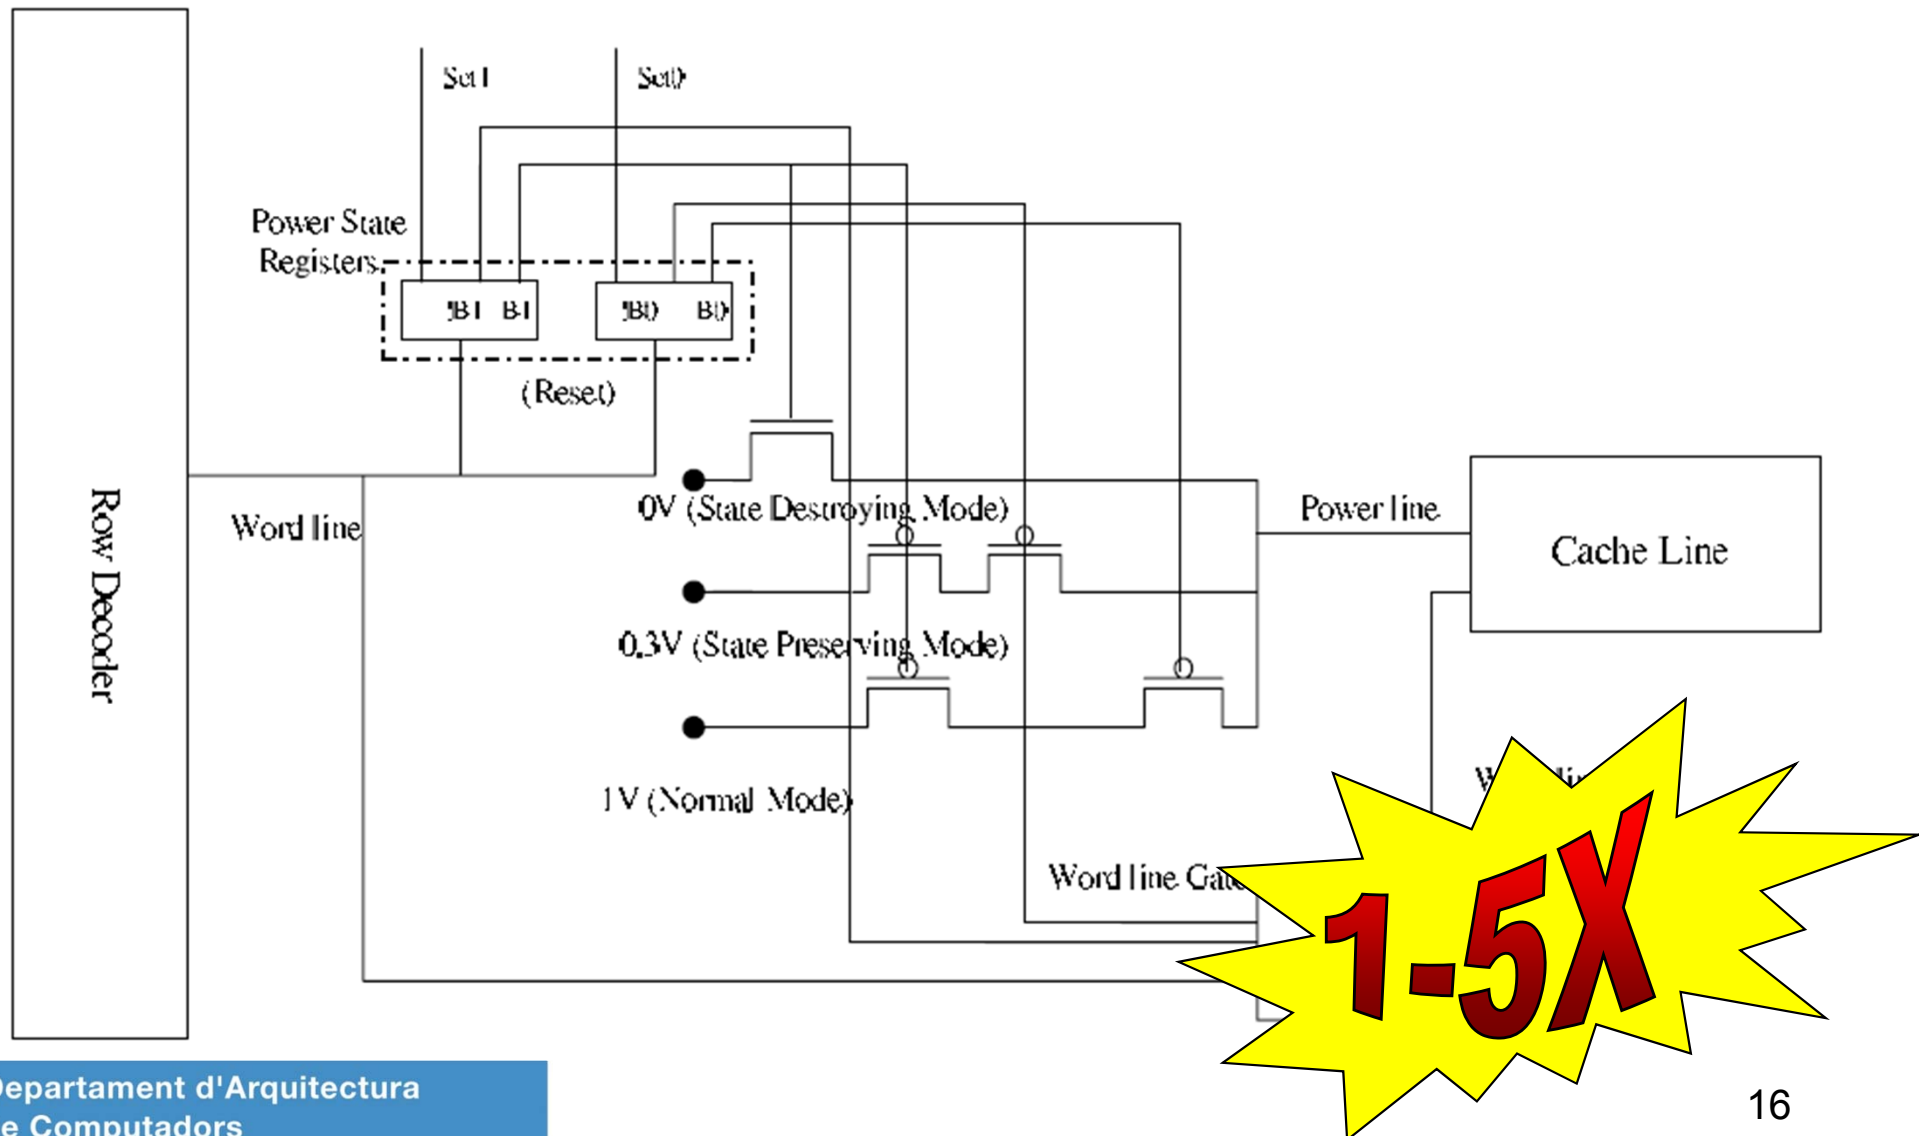 Set1
Set0
Power State
Registers
!B1 B1
!B0 B0
(Reset)
Row Decoder
Word line
0V (State Destroying Mode)
Power line
Cache Line
0.3V (State Preserving Mode)
1V (Normal Mode)
Word line
1-5X
Departament d'Arquitectura
de Computadors
16